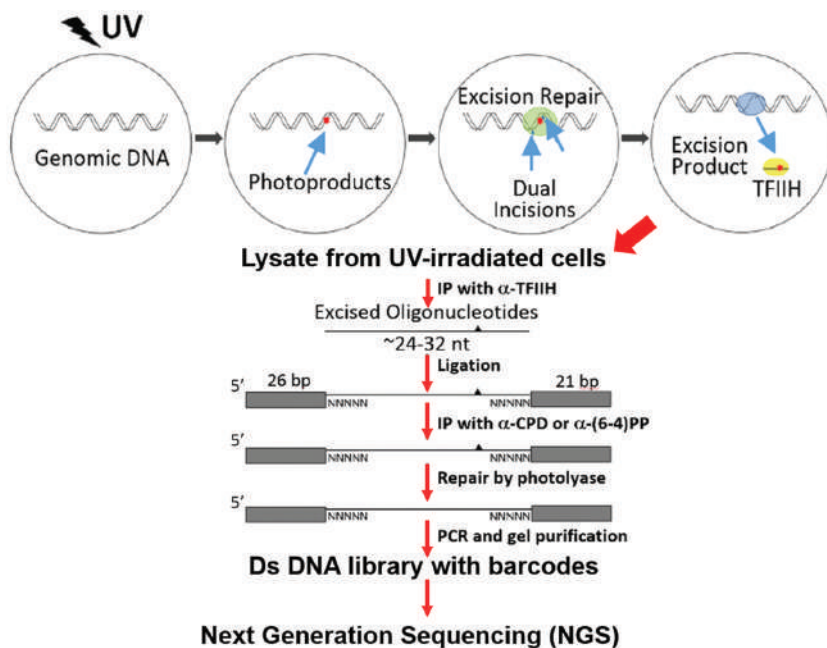 UV
Genomic DNA
Photoproducts
Excision Repair
Dual
Incisions
Excision
Product
TFIIH
Lysate from UV-irradiated cells
IP with α-TFIIH
Excised Oligonucleotides
~24-32 nt
Ligation
5’ 26 bp 21 bp
NNNNN NNNNN
IP with α-CPD or α-(6-4)PP
5’
NNNNN NNNNN
Repair by photolyase
5’
NNNNN NNNNN
PCR and gel purification
Ds DNA library with barcodes
Next Generation Sequencing (NGS)